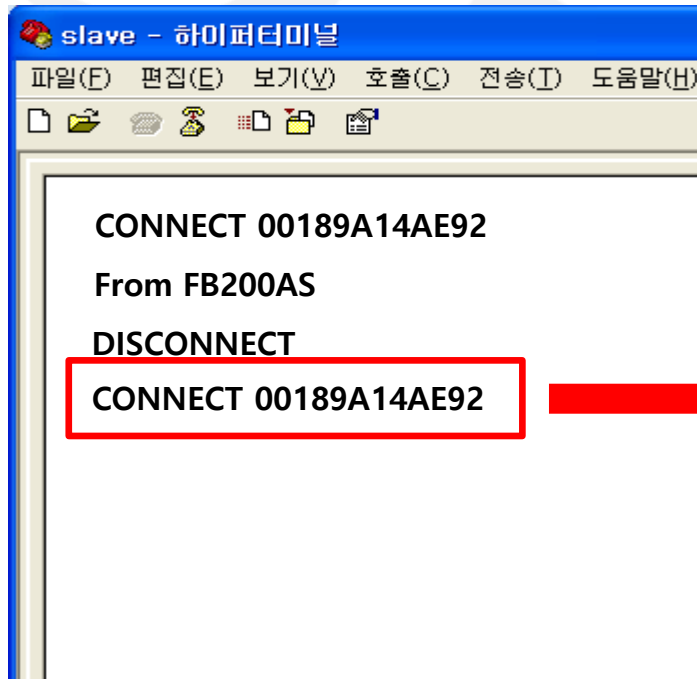 slave - 하이퍼터미널
파일(F) 편집(E) 보기(V) 호출(C) 전송(T) 도움말(H)
CONNECT 00189A14AE92
From FB200AS
DISCONNECT
CONNECT 00189A14AE92